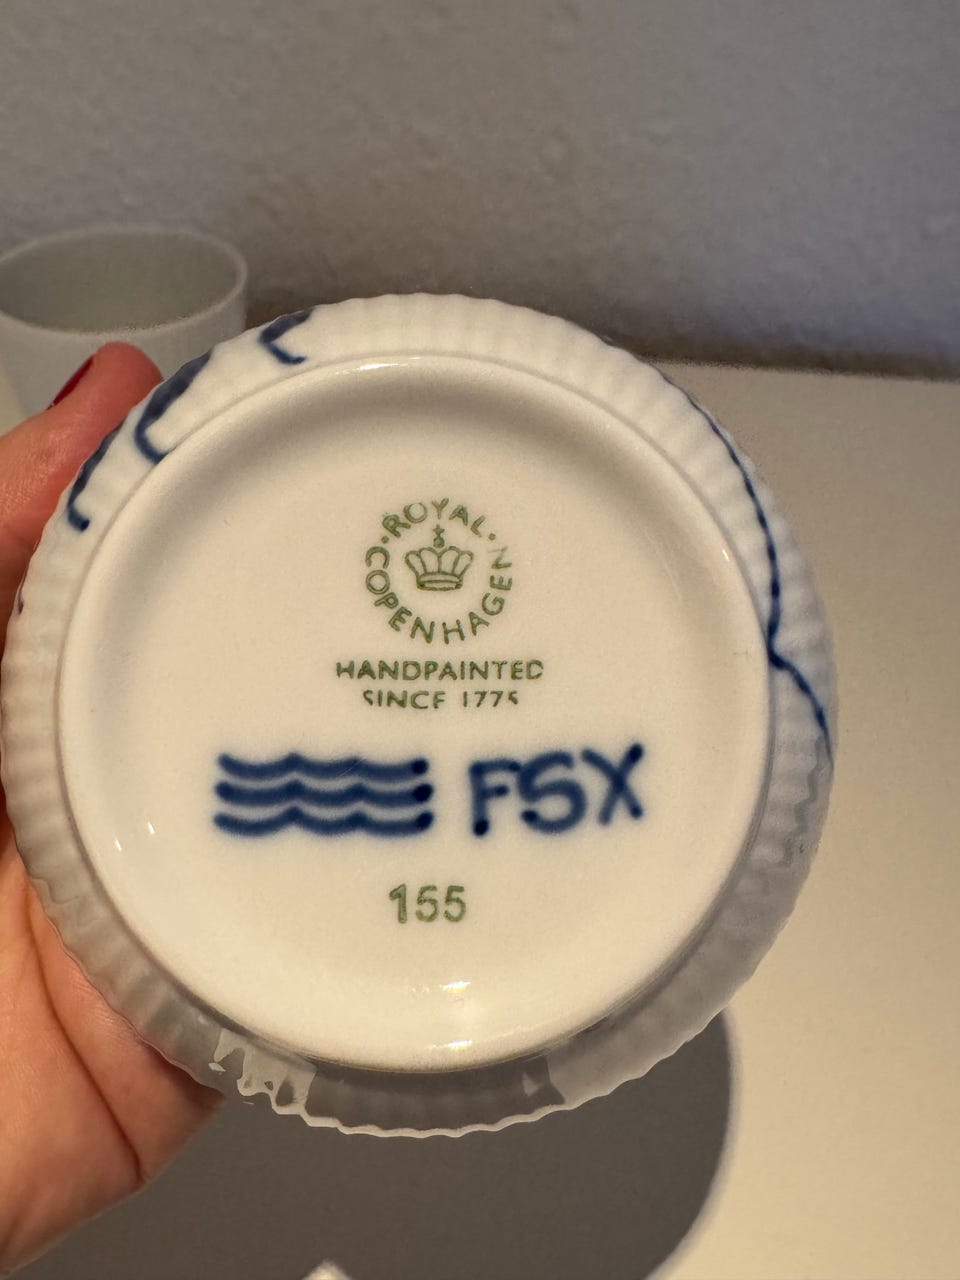 ROYAL
COPENHAGEN
HANDPAINTED
SINCE 1775
FSX
155